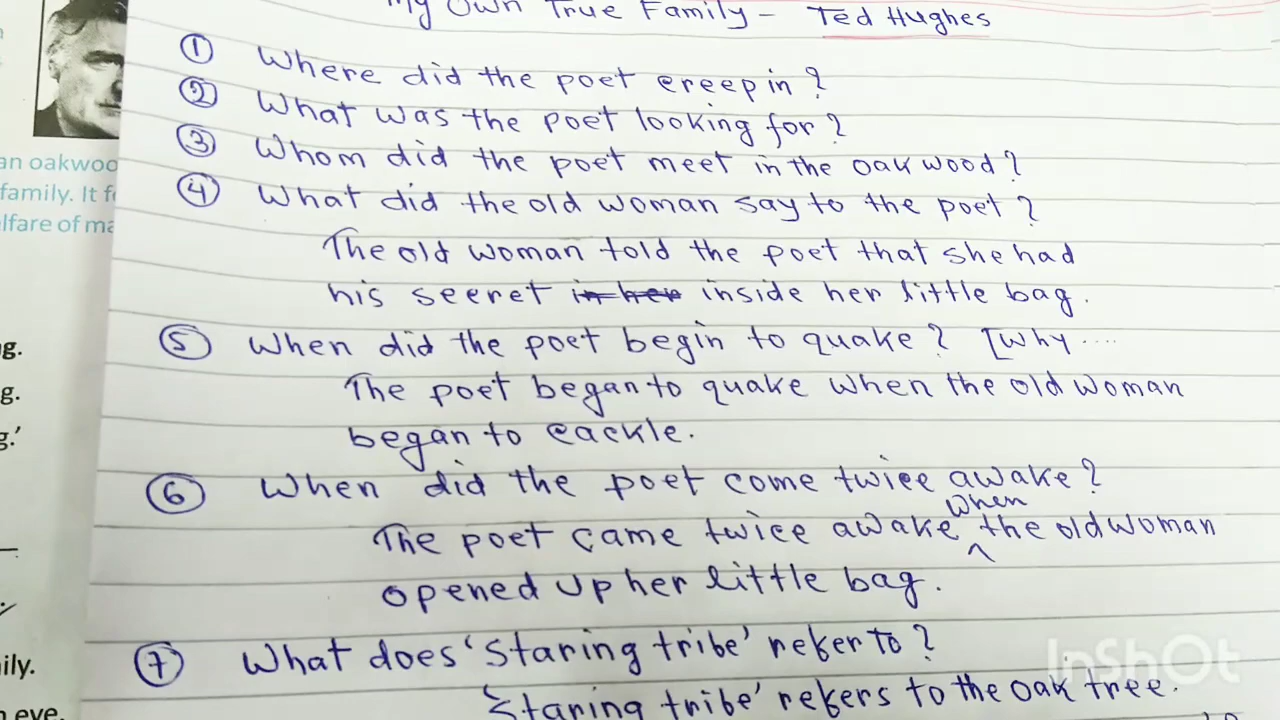 My Own True Family - Ted Hughes
① Where did the poet creep in?
② What was the poet looking for?
③ Whom did the poet meet in the oak wood?
④ What did the old woman say to the poet?
The old woman told the poet that she had
his secret in her inside her little bag.
⑤ When did the poet begin to quake? [Why ....
The poet began to quake when the old woman
began to cackle.
⑥ When did the poet come twice awake?
The poet came twice awake when the old woman
opened up her little bag.
⑦ What does 'staring tribe' refer to?
'Staring tribe' refers to the oak tree.
an oakwoo
family. It f
lfare of ma
g.
g.
g.'
ily.
eve.
InShOt